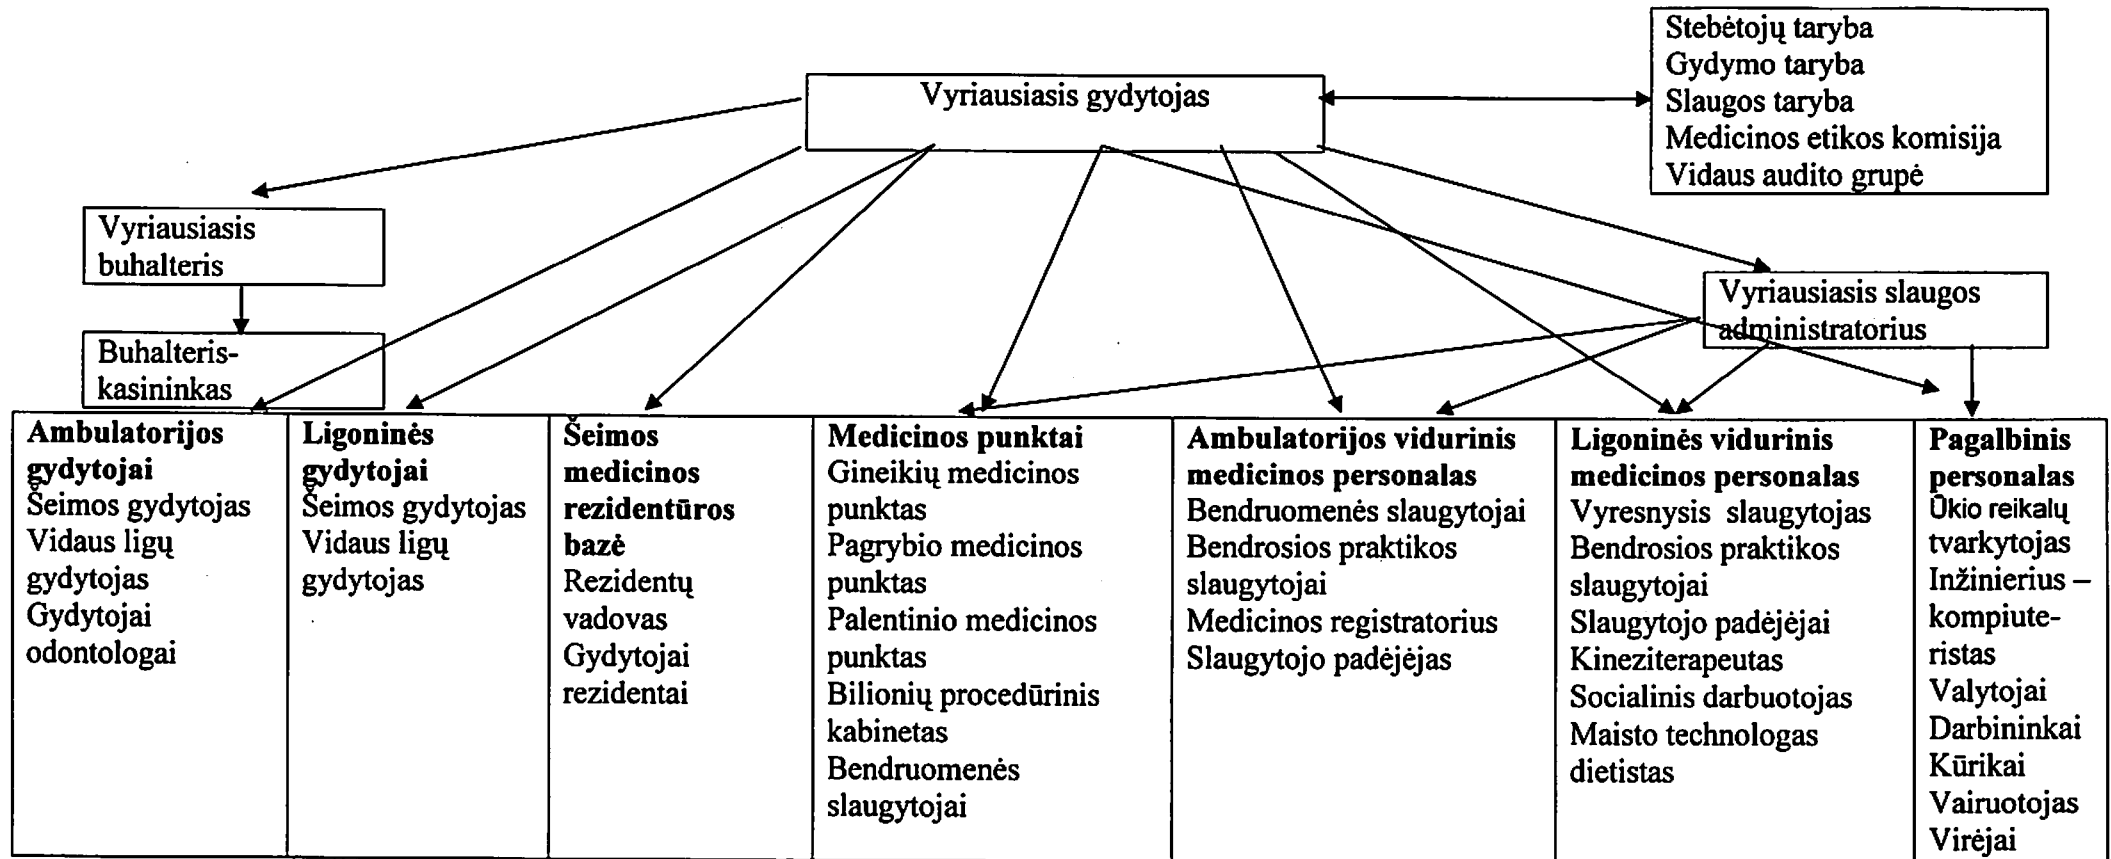 Stebėtojų taryba
Gydymo taryba
Slaugos taryba
Medicinos etikos komisija
Vidaus audito grupė
Vyriausiasis gydytojas
Vyriausiasis
buhalteris
Vyriausiasis slaugos
administratorius
Buhalteris-
kasininkas
Ambulatorijos
gydytojai
Šeimos gydytojas
Vidaus ligų
gydytojas
Gydytojai
odontologai
Ligoninės
gydytojai
Šeimos gydytojas
Vidaus ligų
gydytojas
Šeimos
medicinos
rezidentūros
bazė
Rezidentų
vadovas
Gydytojai
rezidentai
Medicinos punktai
Gineikių medicinos
punktas
Pagrybio medicinos
punktas
Palentinio medicinos
punktas
Bilionių procedūrinis
kabinetas
Bendruomenės
slaugytojai
Ambulatorijos vidurinis
medicinos personalas
Bendruomenės slaugytojai
Bendrosios praktikos
slaugytojai
Medicinos registratorius
Slaugytojo padėjėjas
Ligoninės vidurinis
medicinos personalas
Vyresnysis slaugytojas
Bendrosios praktikos
slaugytojai
Slaugytojo padėjėjai
Kineziterapeutas
Socialinis darbuotojas
Maisto technologas
dietistas
Pagalbinis
personalas
Ūkio reikalų
tvarkytojas
Inžinierius –
kompiute-
ristas
Valytojai
Darbininkai
Kūrikai
Vairuotojas
Virėjai